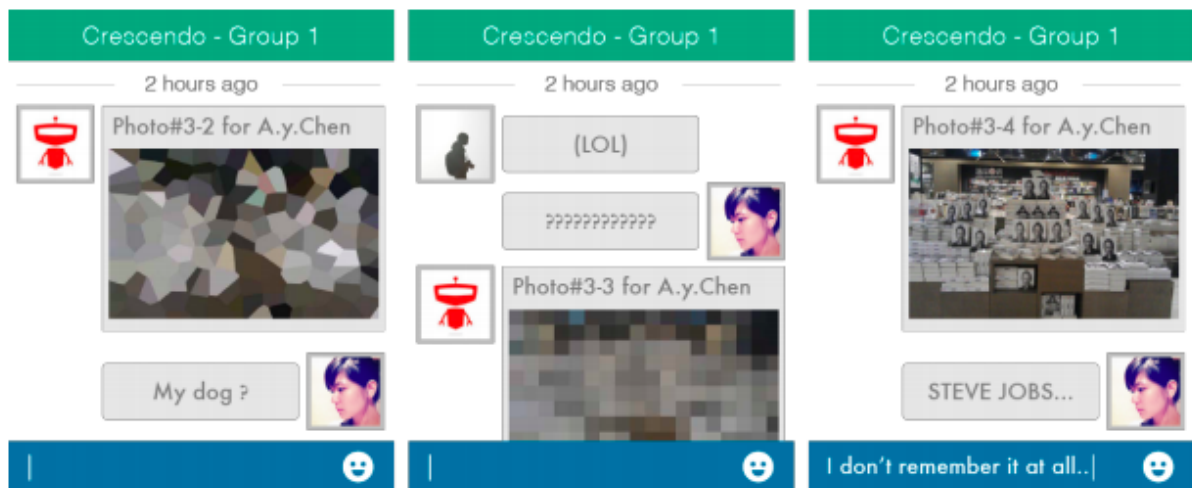 Crescendo - Group 1
2 hours ago
Photo#3-2 for A.y.Chen
My dog ?
Crescendo - Group 1
2 hours ago
(LOL)
????????????
Photo#3-3 for A.y.Chen
Crescendo - Group 1
2 hours ago
Photo#3-4 for A.y.Chen
STEVE JOBS...
I don't remember it at all..